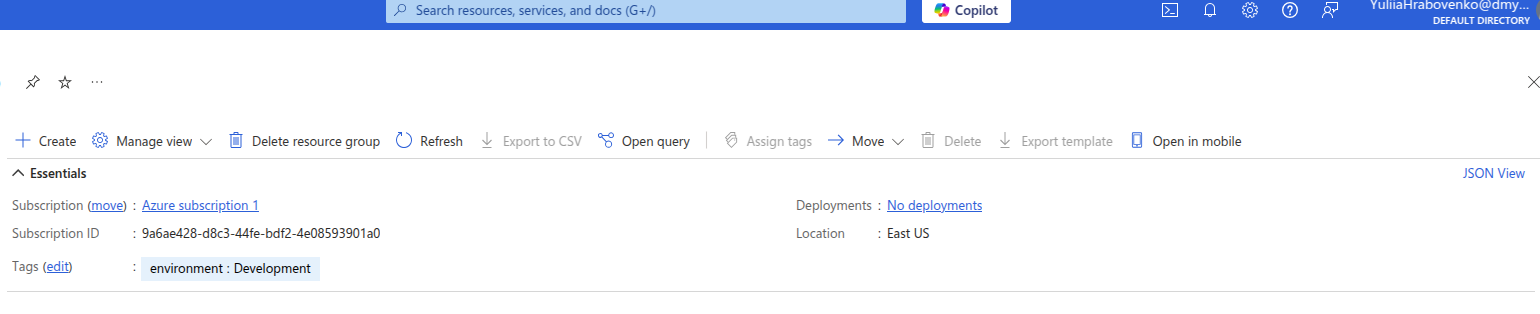 Search resources, services, and docs (G+/)
Copilot
YuliiaHrabovenko@dmy...
DEFAULT DIRECTORY
Create Manage view Delete resource group Refresh Export to CSV Open query Assign tags Move Delete Export template Open in mobile
Essentials JSON View
Subscription (move) : Azure subscription 1 Deployments : No deployments
Subscription ID : 9a6ae428-d8c3-44fe-bdf2-4e08593901a0 Location : East US
Tags (edit) : environment : Development